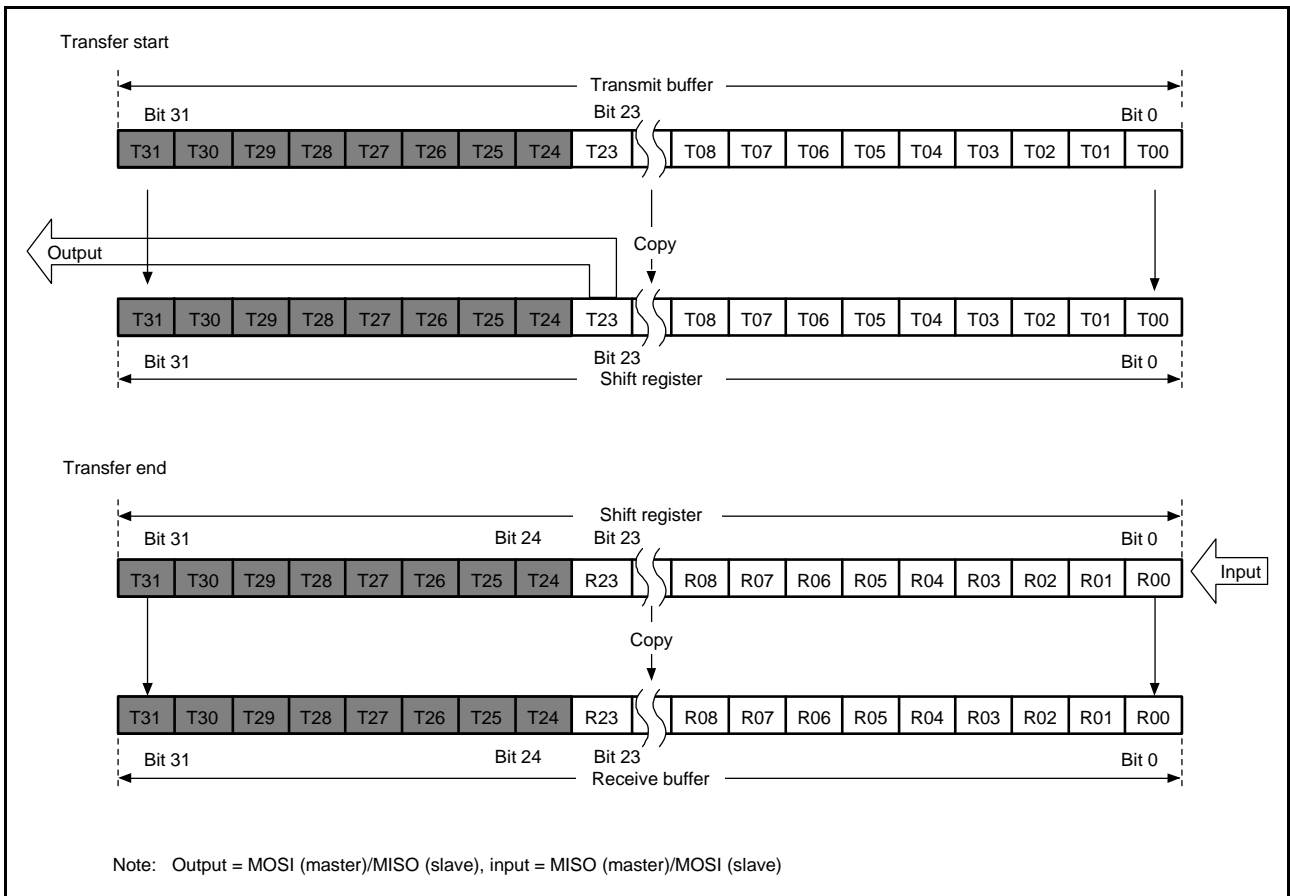 Transfer start
Transmit buffer
Bit 31 Bit 23 Bit 0
T31 T30 T29 T28 T27 T26 T25 T24 T23 T08 T07 T06 T05 T04 T03 T02 T01 T00
Output Copy
T31 T30 T29 T28 T27 T26 T25 T24 T23 T08 T07 T06 T05 T04 T03 T02 T01 T00
Bit 31 Bit 23 Bit 0
Shift register
Transfer end
Shift register
Bit 31 Bit 24 Bit 23 Bit 0
T31 T30 T29 T28 T27 T26 T25 T24 R23 R08 R07 R06 R05 R04 R03 R02 R01 R00 Input
Copy
T31 T30 T29 T28 T27 T26 T25 T24 R23 R08 R07 R06 R05 R04 R03 R02 R01 R00
Bit 31 Bit 24 Bit 23 Bit 0
Receive buffer
Note: Output = MOSI (master)/MISO (slave), input = MISO (master)/MOSI (slave)